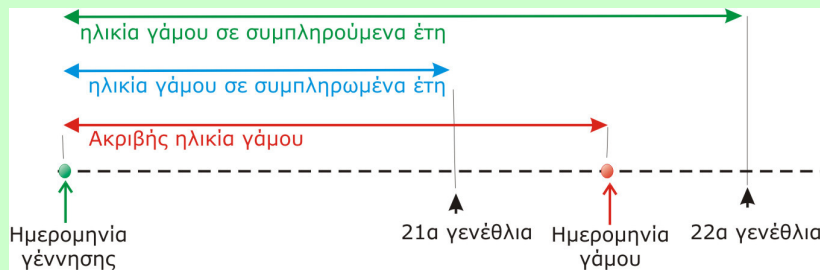 ηλικία γάμου σε συμπληρούμενα έτη
ηλικία γάμου σε συμπληρωμένα έτη
Ακριβής ηλικία γάμου
Ημερομηνία
γέννησης
21α γενέθλια
Ημερομηνία
γάμου
22α γενέθλια